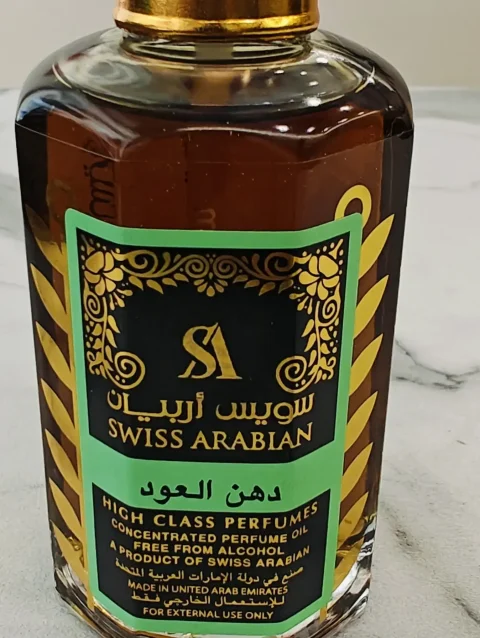 SA
سويس أربيان
SWISS ARABIAN
دهن العود
HIGH CLASS PERFUMES
CONCENTRATED PERFUME OIL
FREE FROM ALCOHOL
A PRODUCT OF SWISS ARABIAN
صنع في دولة الإمارات العربية المتحدة
MADE IN UNITED ARAB EMIRATES
للإستعمال الخارجي فقط
FOR EXTERNAL USE ONLY